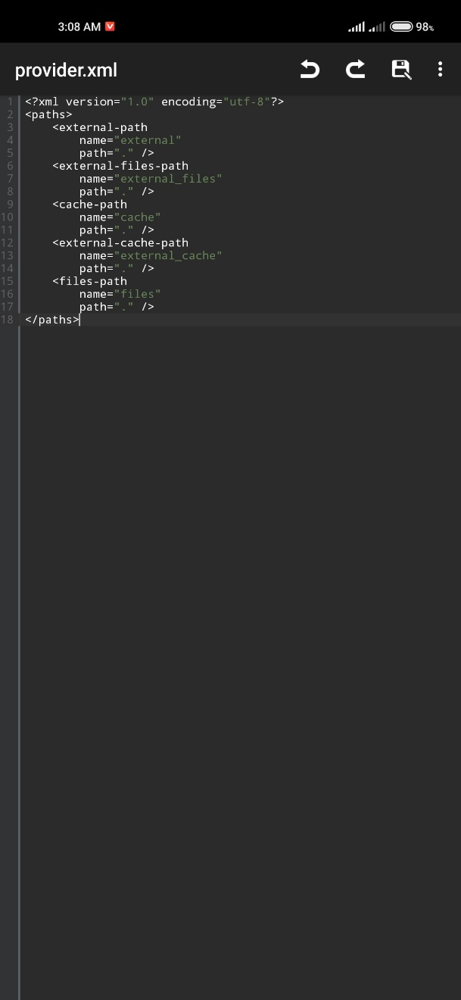 3:08 AM
98%
provider.xml
1 <?xml version="1.0" encoding="utf-8"?>
2 <paths>
3     <external-path
4         name="external"
5         path="." />
6     <external-files-path
7         name="external_files"
8         path="." />
9     <cache-path
10         name="cache"
11         path="." />
12     <external-cache-path
13         name="external_cache"
14         path="." />
15     <files-path
16         name="files"
17         path="." />
18 </paths>